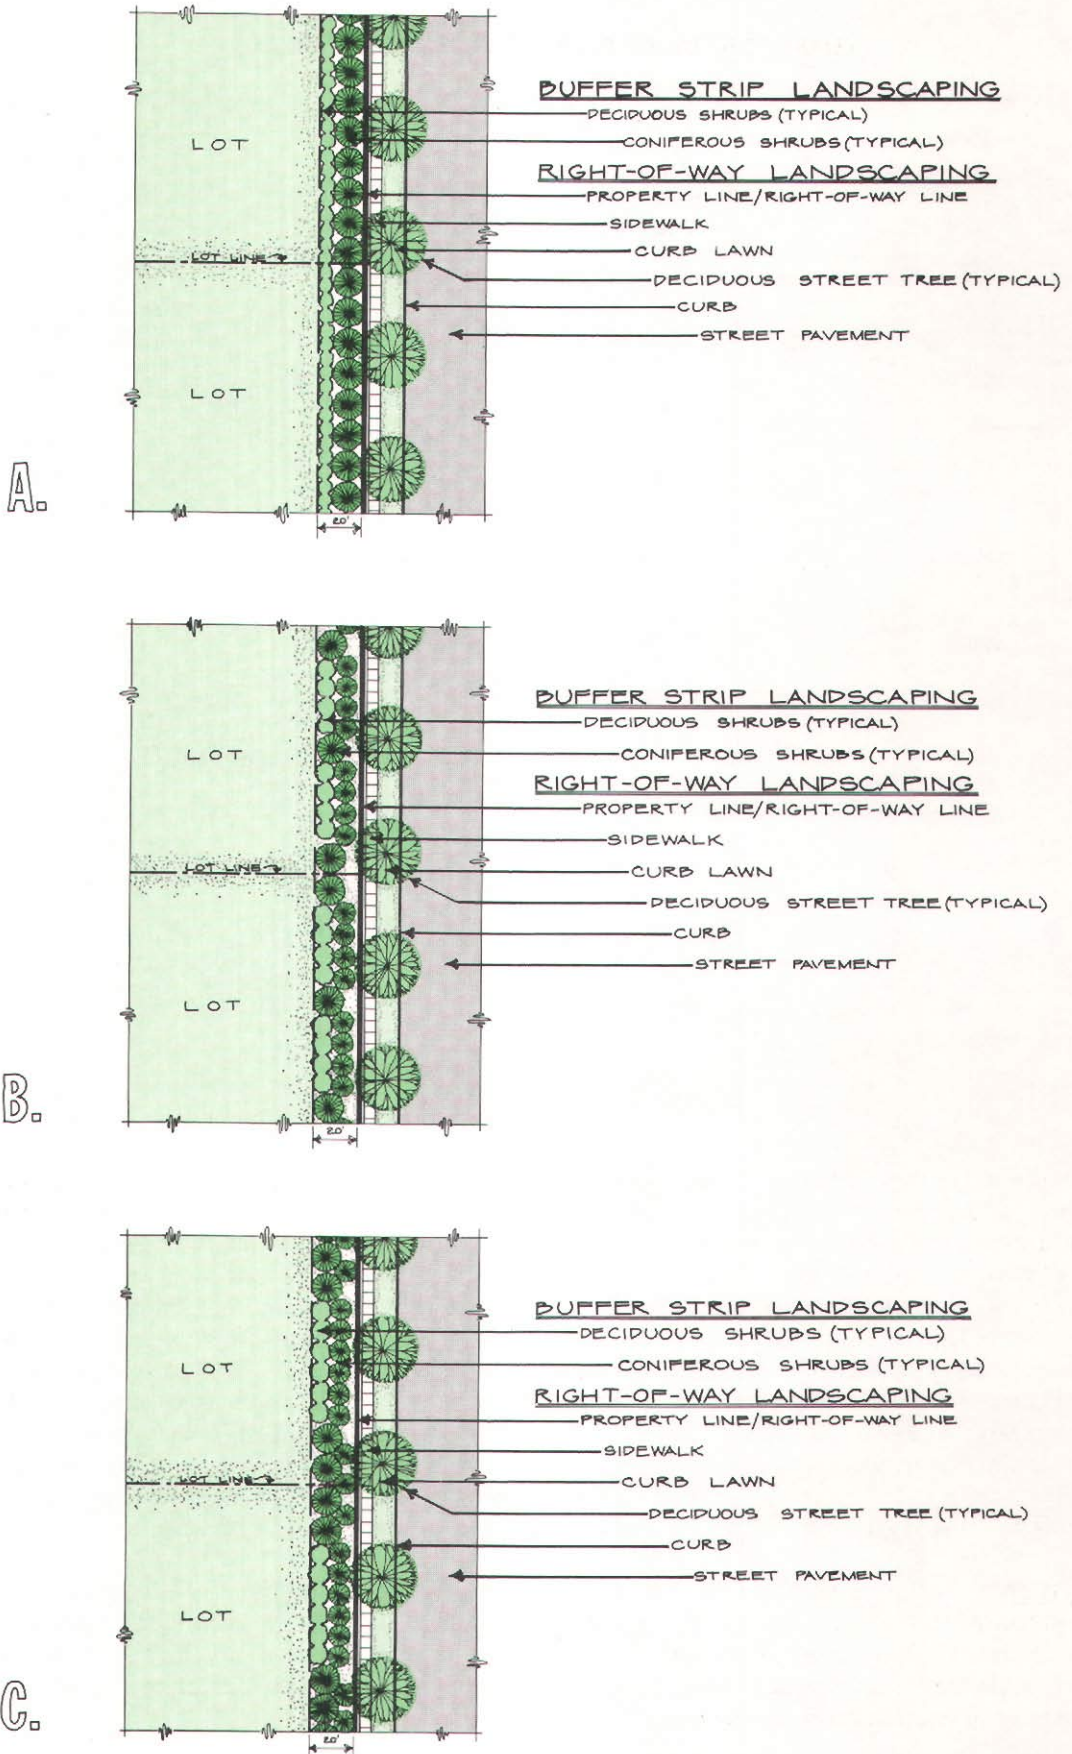 BUFFER STRIP LANDSCAPING
DECIDUOUS SHRUBS (TYPICAL)
CONIFEROUS SHRUBS (TYPICAL)
RIGHT-OF-WAY LANDSCAPING
PROPERTY LINE/RIGHT-OF-WAY LINE
SIDEWALK
CURB LAWN
DECIDUOUS STREET TREE (TYPICAL)
CURB
STREET PAVEMENT
LOT
LOT LINE
LOT
A.
20'
BUFFER STRIP LANDSCAPING
DECIDUOUS SHRUBS (TYPICAL)
CONIFEROUS SHRUBS (TYPICAL)
RIGHT-OF-WAY LANDSCAPING
PROPERTY LINE/RIGHT-OF-WAY LINE
SIDEWALK
CURB LAWN
DECIDUOUS STREET TREE (TYPICAL)
CURB
STREET PAVEMENT
LOT
LOT LINE
LOT
B.
20'
BUFFER STRIP LANDSCAPING
DECIDUOUS SHRUBS (TYPICAL)
CONIFEROUS SHRUBS (TYPICAL)
RIGHT-OF-WAY LANDSCAPING
PROPERTY LINE/RIGHT-OF-WAY LINE
SIDEWALK
CURB LAWN
DECIDUOUS STREET TREE (TYPICAL)
CURB
STREET PAVEMENT
LOT
LOT LINE
LOT
C.
20'